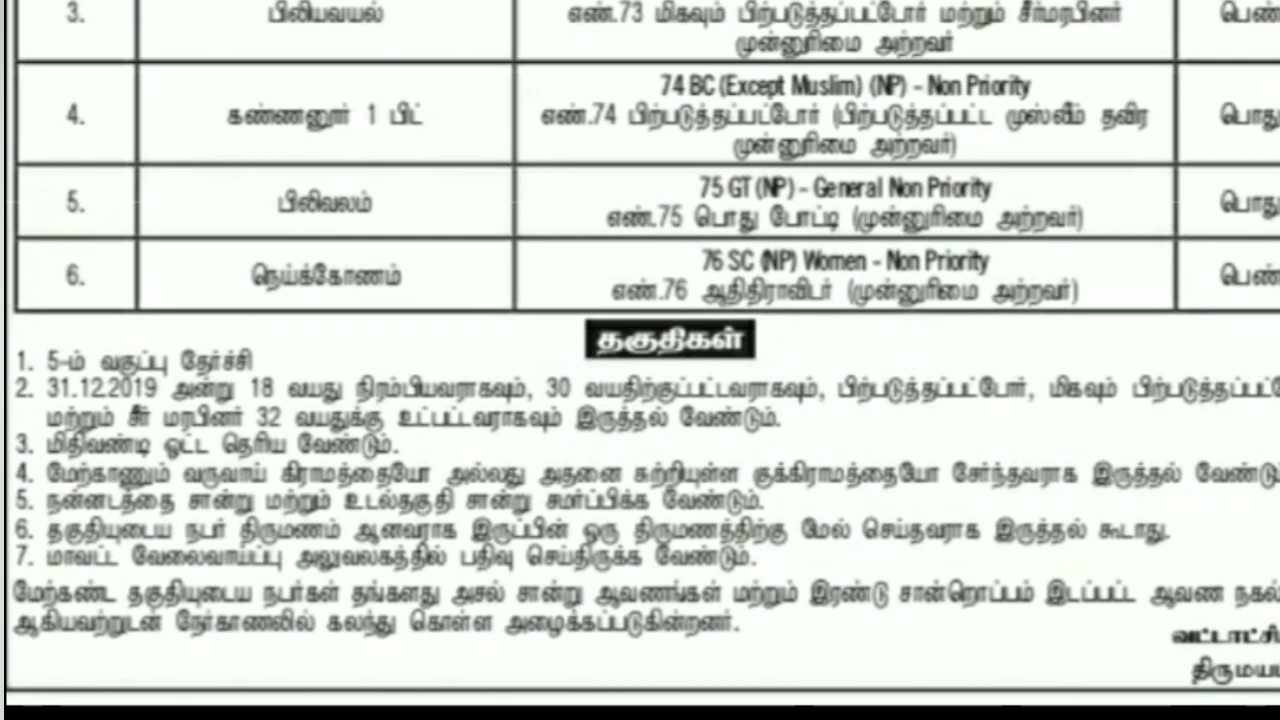 3. பிலியவயல் எண்.73 மிகவும் பிற்படுத்தப்பட்டோர் மற்றும் சீர்மரபினர் பெண்
முன்னுரிமை அற்றவர்
74 BC (Except Muslim) (NP) - Non Priority
4. கண்ணனூர் 1 பிட் எண்.74 பிற்படுத்தப்பட்டோர் (பிற்படுத்தப்பட்ட முஸ்லீம் தவிர பொது
முன்னுரிமை அற்றவர்)
75 GT (NP) - General Non Priority
5. பிலிவலம் எண்.75 பொது போட்டி (முன்னுரிமை அற்றவர்) பொது
76 SC (NP) Women - Non Priority
6. நெய்க்கோணம் எண்.76 ஆதிதிராவிடர் (முன்னுரிமை அற்றவர்) பெண்
தகுதிகள்
1. 5-ம் வகுப்பு தேர்ச்சி
2. 31.12.2019 அன்று 18 வயது நிரம்பியவராகவும், 30 வயதிற்குப்பட்டவராகவும், பிற்படுத்தப்பட்டோர், மிகவும் பிற்படுத்தப்பட்டே
மற்றும் சீர் மரபினர் 32 வயதுக்கு உட்பட்டவராகவும் இருத்தல் வேண்டும்.
3. மிதிவண்டி ஓட்ட தெரிய வேண்டும்.
4. மேற்காணும் வருவாய் கிராமத்தையோ அல்லது அதனை சுற்றியுள்ள குக்கிராமத்தையோ சேர்ந்தவராக இருத்தல் வேண்டு
5. நன்னடத்தை சான்று மற்றும் உடல்தகுதி சான்று சமர்ப்பிக்க வேண்டும்.
6. தகுதியுடைய நபர் திருமணம் ஆனவராக இருப்பின் ஒரு திருமணத்திற்கு மேல் செய்தவராக இருத்தல் கூடாது.
7. மாவட்ட வேலைவாய்ப்பு அலுவலகத்தில் பதிவு செய்திருக்க வேண்டும்.
மேற்கண்ட தகுதியுடைய நபர்கள் தங்களது அசல் சான்று ஆவணங்கள் மற்றும் இரண்டு சான்றொப்பம் இடப்பட்ட ஆவண நகல்
ஆகியவற்றுடன் நேர்காணலில் கலந்து கொள்ள அழைக்கப்படுகின்றனர்.
வட்டாட்சி
திருமய